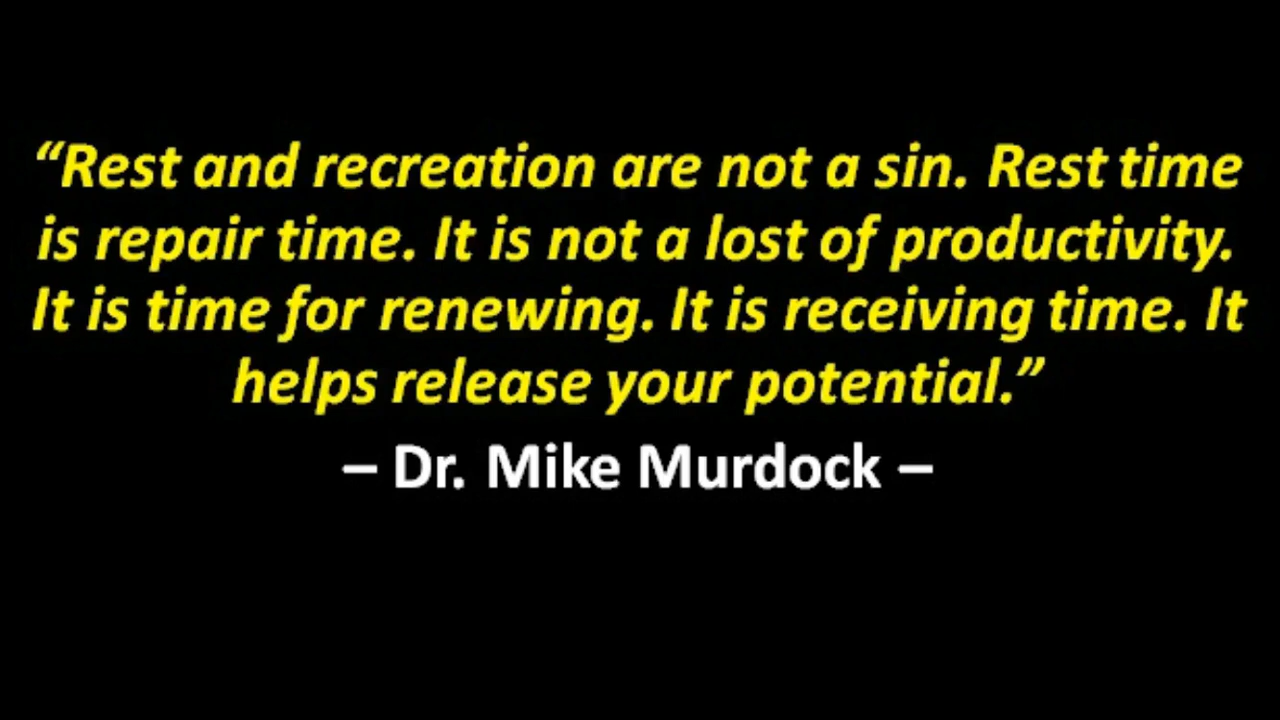 “Rest and recreation are not a sin. Rest time
is repair time. It is not a lost of productivity.
It is time for renewing. It is receiving time. It
helps release your potential.”
– Dr. Mike Murdock –